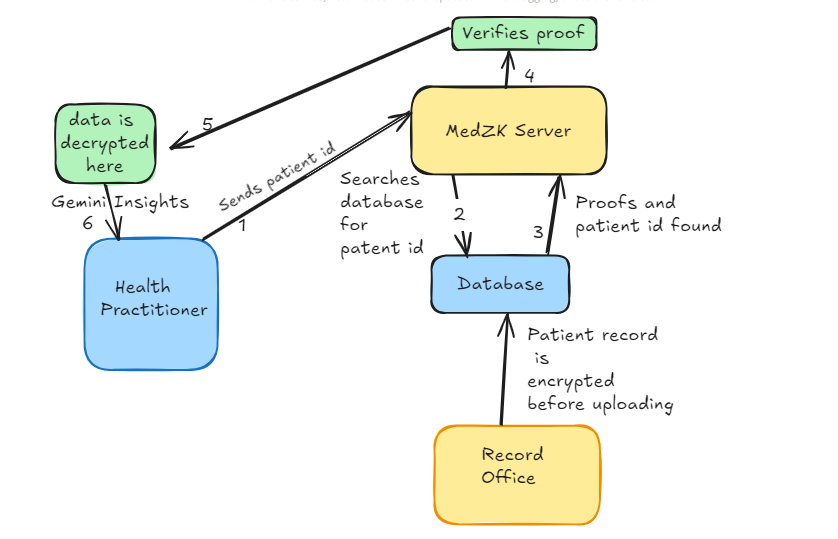 Verifies proof
4
MedZK Server
5
data is
decrypted
here
Sends patient id
1
Gemini Insights
6
Searches
database
for
patent id
2
3
Proofs and
patient id found
Health
Practitioner
Database
Patient record
is
encrypted
before uploading
Record
Office